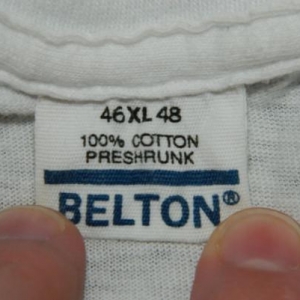 46 XL 48
100% COTTON
PRESHRUNK
BELTON®